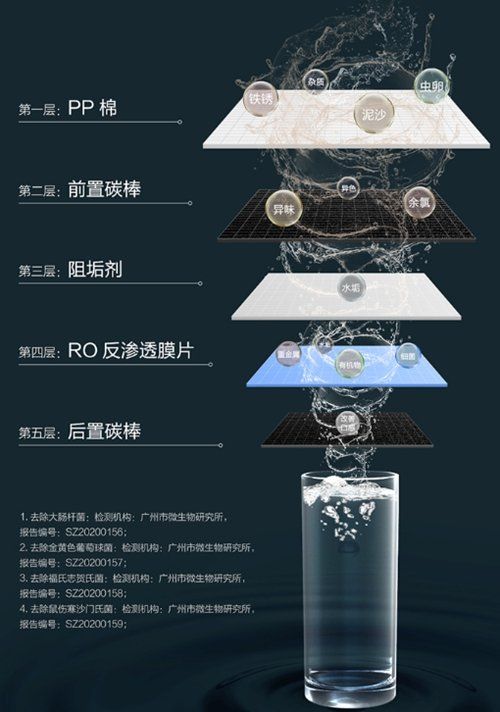 杂质
铁锈
虫卵
泥沙
第一层：PP 棉
异色
异味
余氯
第二层：前置碳棒
水垢
第三层：阻垢剂
重金属
有机物
细菌
第四层：RO 反渗透膜片
改善
口感
第五层：后置碳棒
1. 去除大肠杆菌：检测机构：广州市微生物研究所，
报告编号：SZ20200156；
2. 去除金黄色葡萄球菌：检测机构：广州市微生物研究所，
报告编号：SZ20200157；
3. 去除福氏志贺氏菌：检测机构：广州市微生物研究所，
报告编号：SZ20200158；
4. 去除鼠伤寒沙门氏菌：检测机构：广州市微生物研究所，
报告编号：SZ20200159；